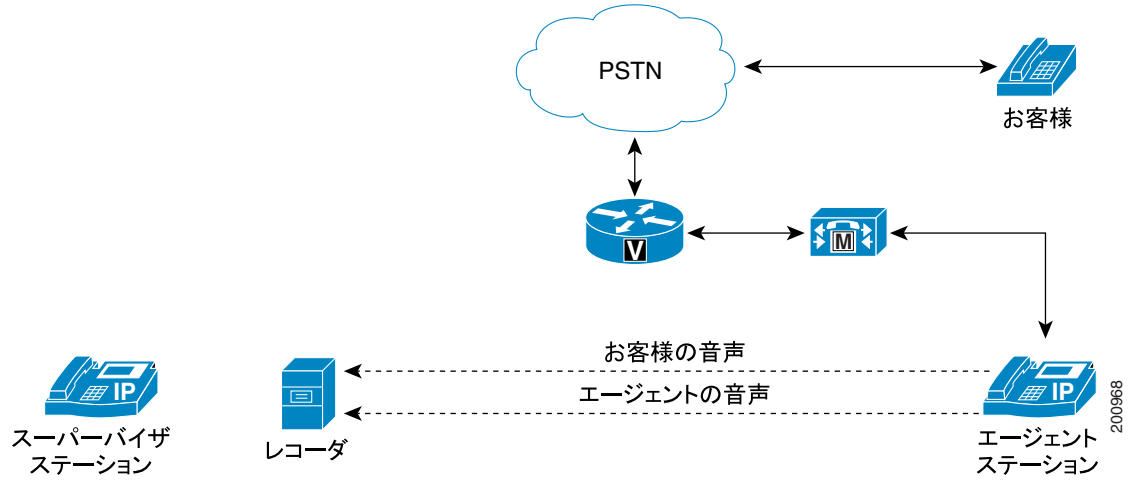 PSTN
お客様
V
M
お客様の音声
エージェントの音声
IP
スーパーバイザ
ステーション
レコーダ
IP
エージェント
ステーション
200968